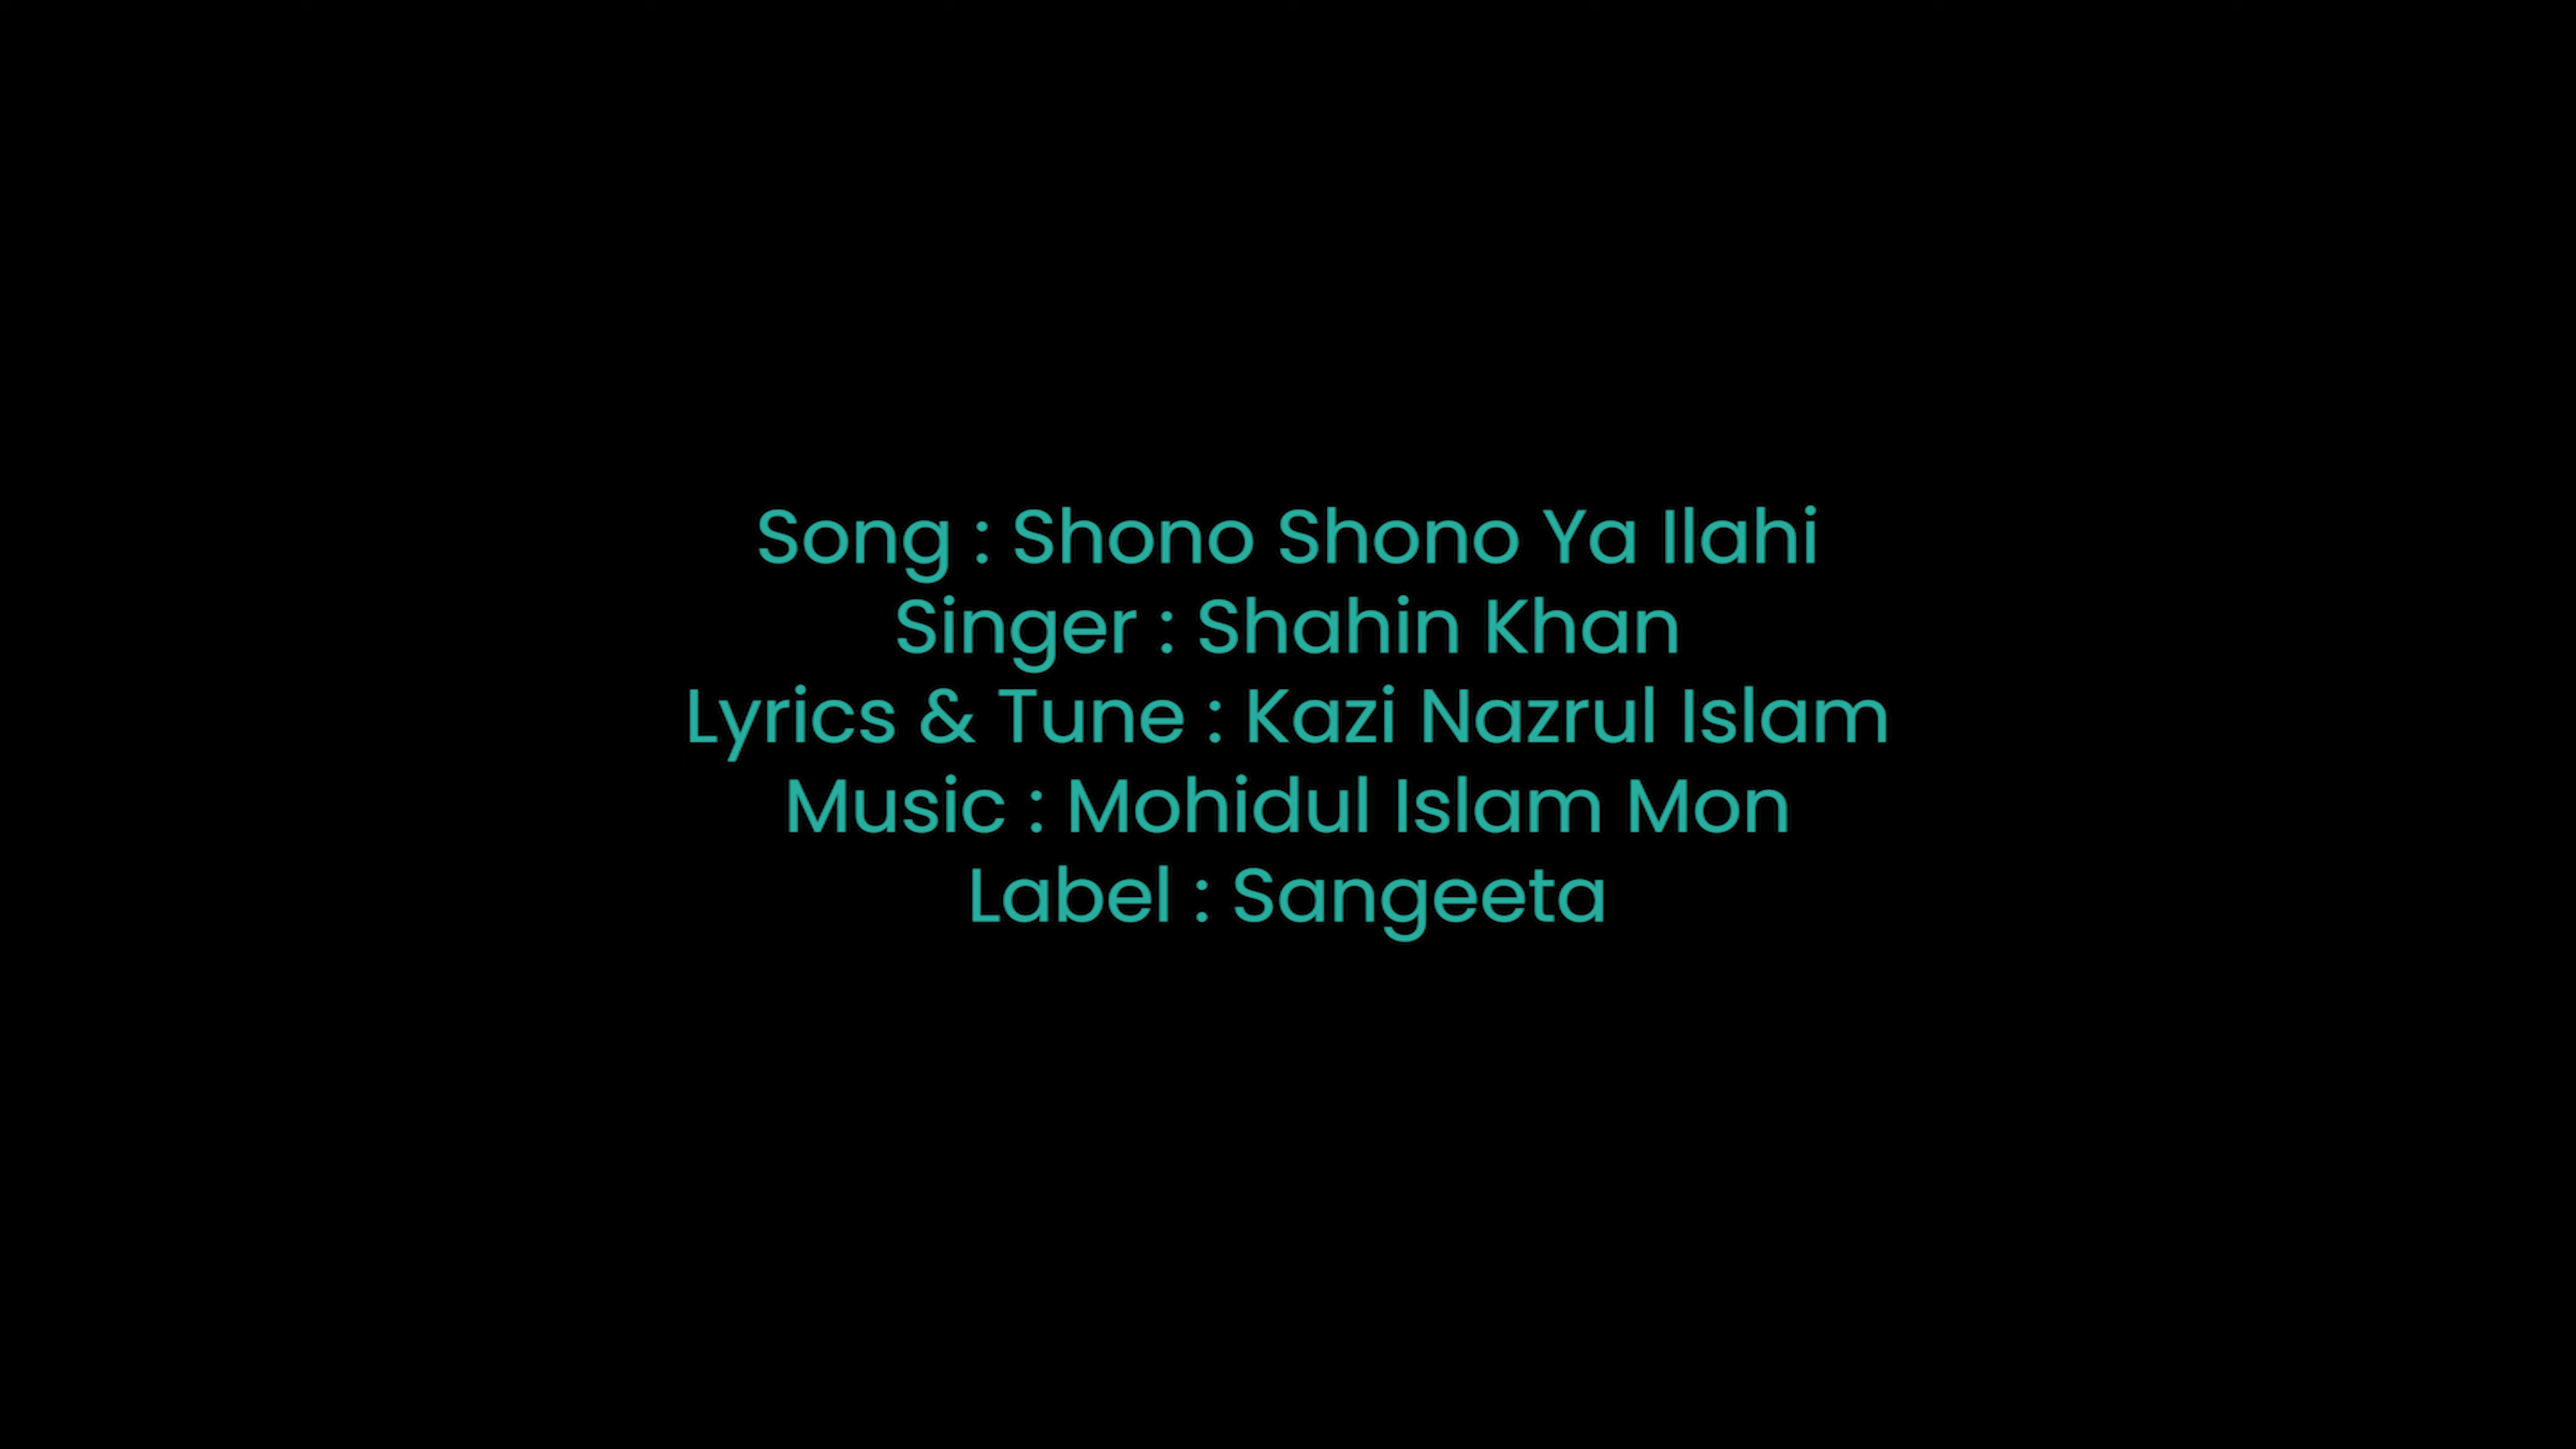 Song : Shono Shono Ya Ilahi
Singer : Shahin Khan
Lyrics & Tune : Kazi Nazrul Islam
Music : Mohidul Islam Mon
Label : Sangeeta